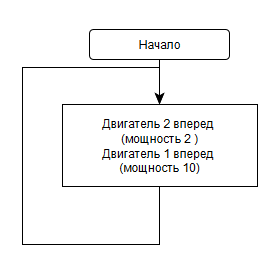 Начало
Двигатель 2 вперед
(мощность 2 )
Двигатель 1 вперед
(мощность 10)